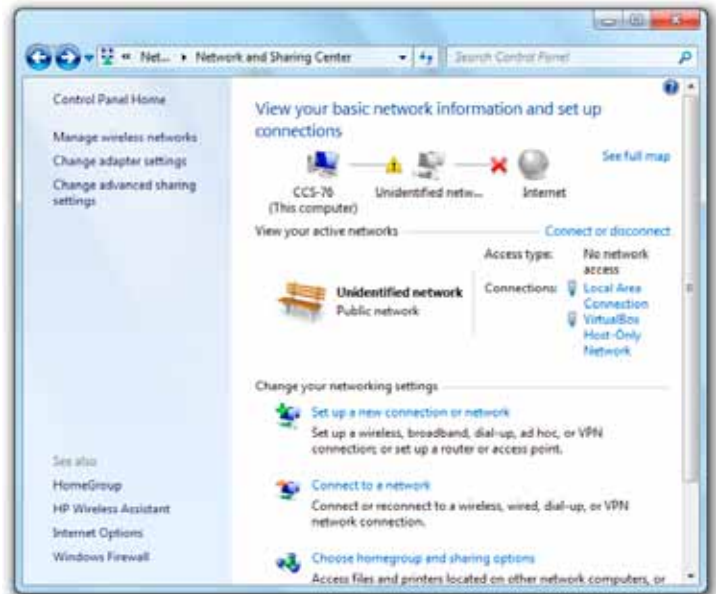 Net...
Network and Sharing Center
Search Control Panel
Control Panel Home
Manage wireless networks
Change adapter settings
Change advanced sharing
settings
See also
HomeGroup
HP Wireless Assistant
Internet Options
Windows Firewall
View your basic network information and set up
connections
See full map
CCS-76
(This computer)
Unidentified netw...
Internet
View your active networks
Connect or disconnect
Unidentified network
Public network
Access type:
No network
access
Connections:
Local Area
Connection
VirtualBox
Host-Only
Network
Change your networking settings
Set up a new connection or network
Set up a wireless, broadband, dial-up, ad hoc, or VPN
connection; or set up a router or access point.
Connect to a network
Connect or reconnect to a wireless, wired, dial-up, or VPN
network connection.
Choose homegroup and sharing options
Access files and printers located on other network computers, or